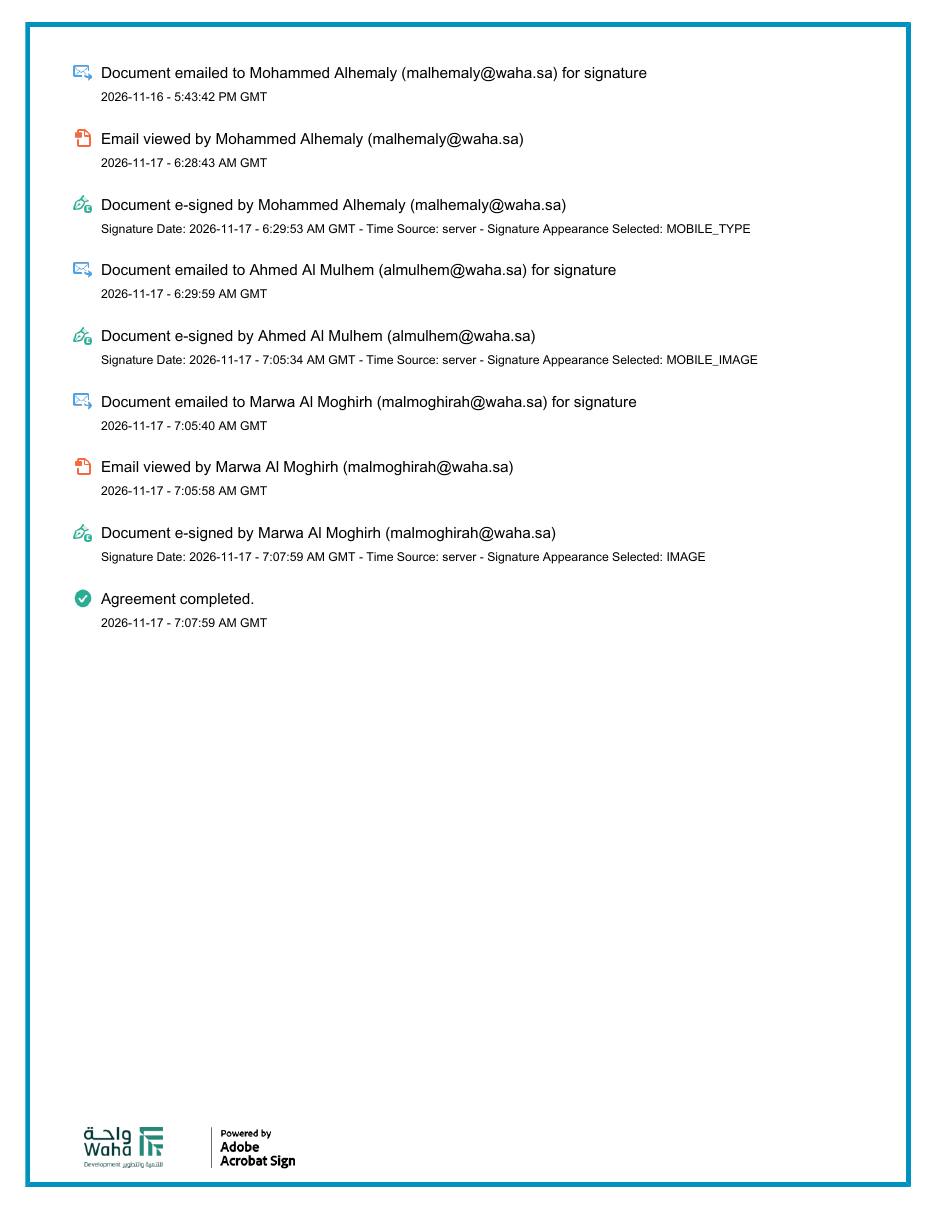 Document emailed to Mohammed Alhemaly (malhemaly@waha.sa) for signature
2026-11-16 - 5:43:42 PM GMT
Email viewed by Mohammed Alhemaly (malhemaly@waha.sa)
2026-11-17 - 6:28:43 AM GMT
Document e-signed by Mohammed Alhemaly (malhemaly@waha.sa)
Signature Date: 2026-11-17 - 6:29:53 AM GMT - Time Source: server - Signature Appearance Selected: MOBILE_TYPE
Document emailed to Ahmed Al Mulhem (almulhem@waha.sa) for signature
2026-11-17 - 6:29:59 AM GMT
Document e-signed by Ahmed Al Mulhem (almulhem@waha.sa)
Signature Date: 2026-11-17 - 7:05:34 AM GMT - Time Source: server - Signature Appearance Selected: MOBILE_IMAGE
Document emailed to Marwa Al Moghirh (malmoghirah@waha.sa) for signature
2026-11-17 - 7:05:40 AM GMT
Email viewed by Marwa Al Moghirh (malmoghirah@waha.sa)
2026-11-17 - 7:05:58 AM GMT
Document e-signed by Marwa Al Moghirh (malmoghirah@waha.sa)
Signature Date: 2026-11-17 - 7:07:59 AM GMT - Time Source: server - Signature Appearance Selected: IMAGE
Agreement completed.
2026-11-17 - 7:07:59 AM GMT
واحة
Waha
Development للتنمية والتطوير
Powered by
Adobe
Acrobat Sign